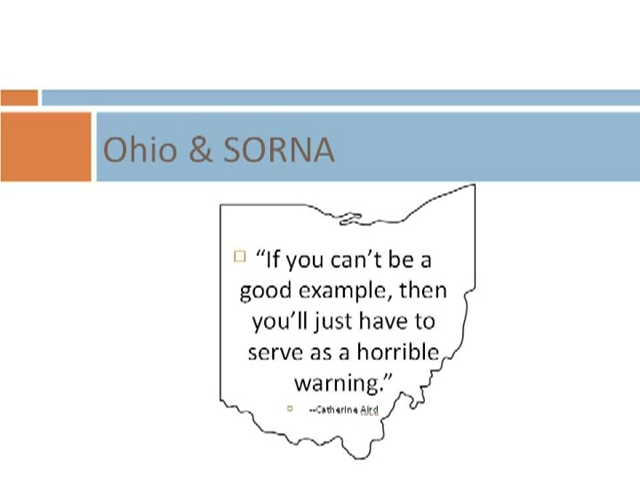 Ohio & SORNA
“If you can’t be a
good example, then
you’ll just have to
serve as a horrible
warning.”
--Catherine Aird